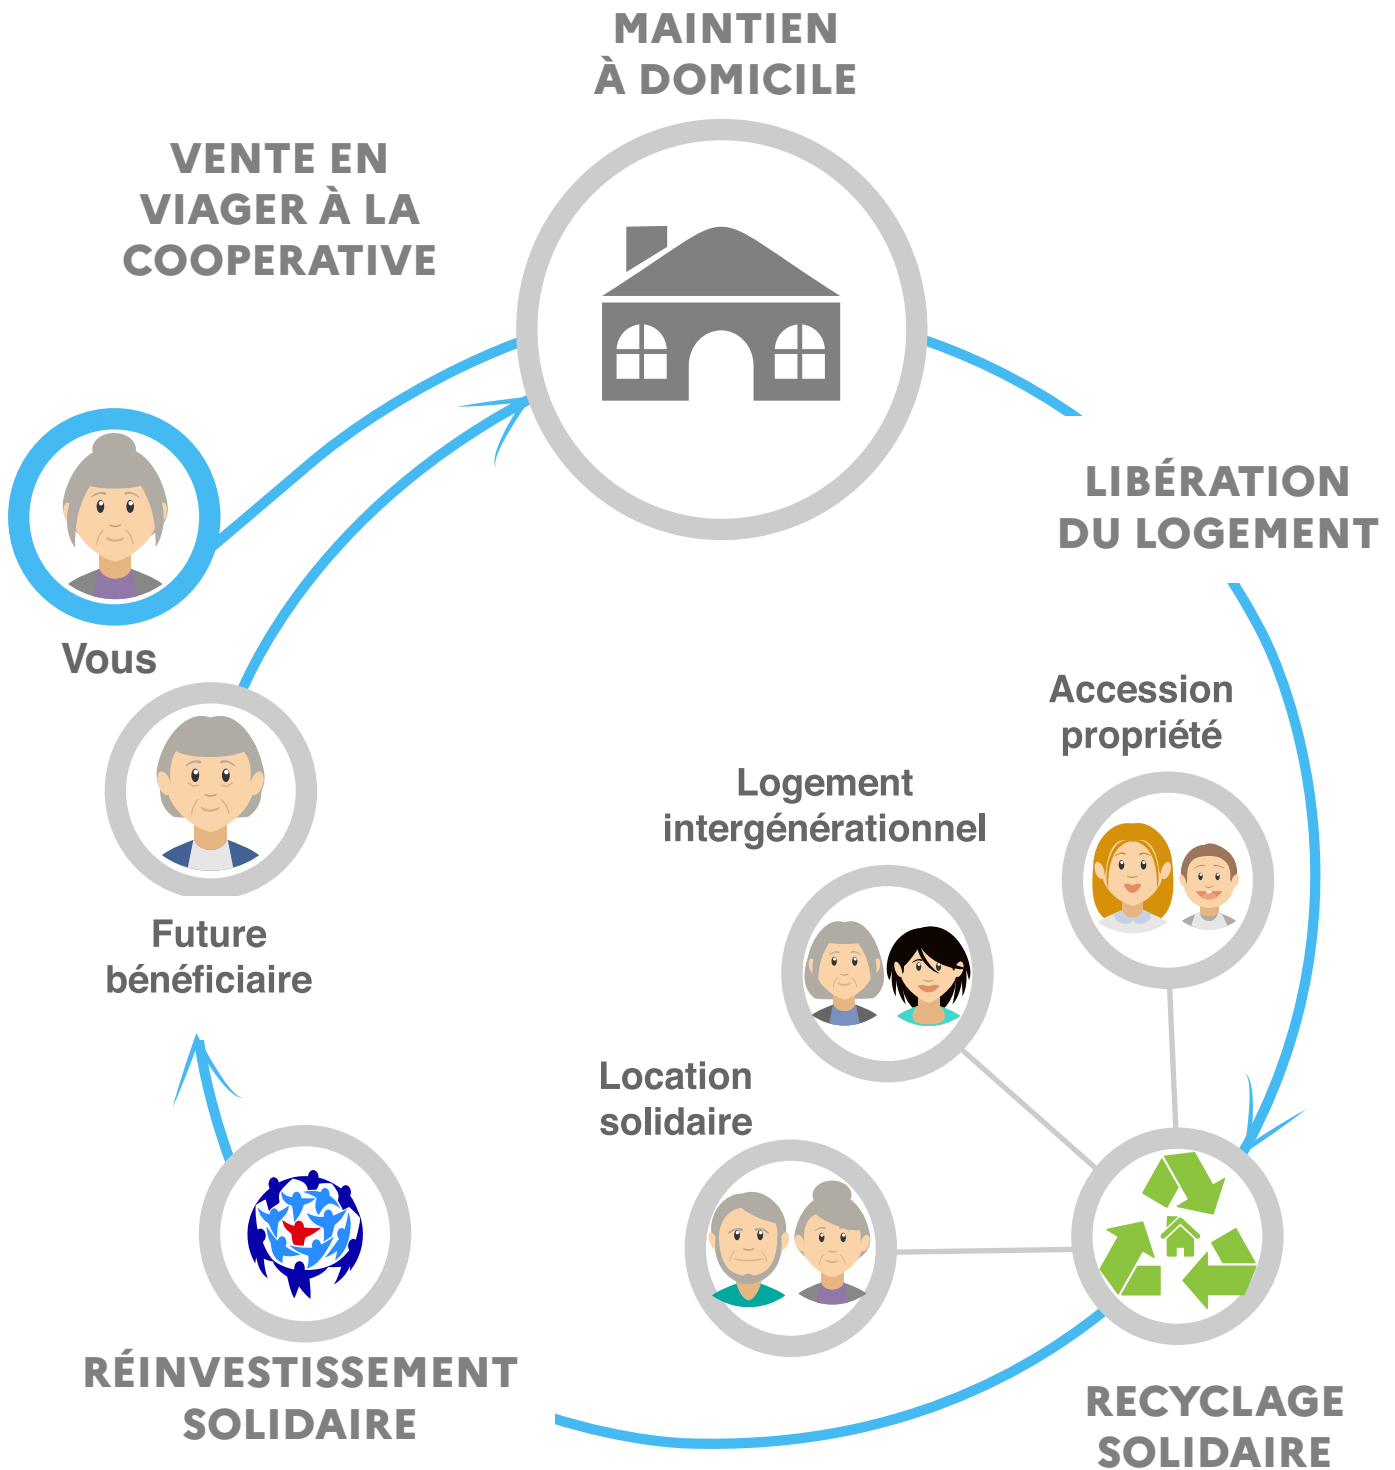 MAINTIEN
À DOMICILE
VENTE EN
VIAGER À LA
COOPERATIVE
LIBÉRATION
DU LOGEMENT
Vous
Accession
propriété
Logement
intergénérationnel
Future
bénéficiaire
Location
solidaire
RÉINVESTISSEMENT
SOLIDAIRE
RECYCLAGE
SOLIDAIRE